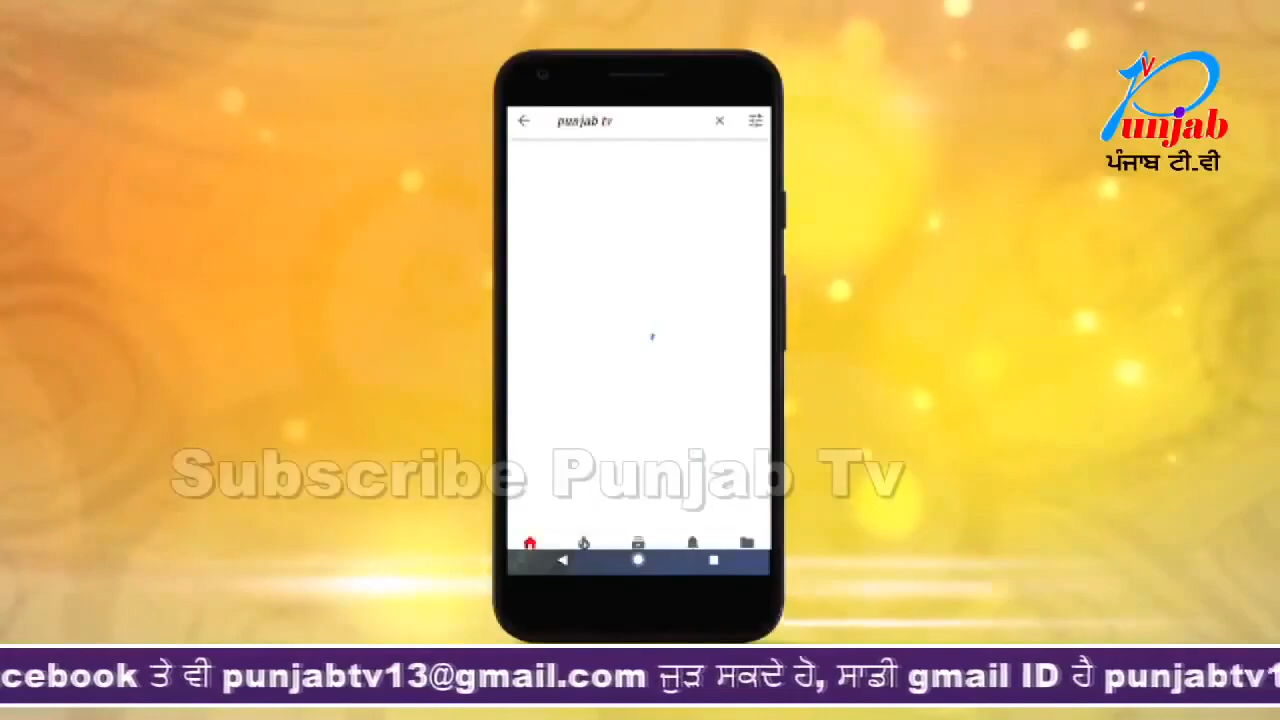 punjab tv
Punjab
ਪੰਜਾਬ ਟੀ.ਵੀ
Subscribe Punjab Tv
cebook ਤੇ ਵੀ punjabtv13@gmail.com ਜੁੜ ਸਕਦੇ ਹੋ, ਸਾਡੀ gmail ID ਹੈ punjabtv1